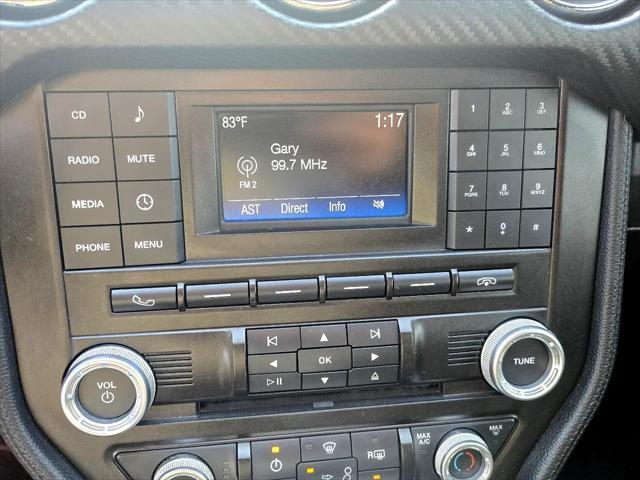 CD
RADIO
MUTE
MEDIA
PHONE
MENU
83°F
1:17
Gary
99.7 MHz
FM 2
AST Direct Info
1
2 ABC
3 DEF
4 GHI
5 JKL
6 MNO
7 PQRS
8 TUV
9 WXYZ
*
0 +
#
OK
VOL
TUNE
MAX A/C
R
MAX